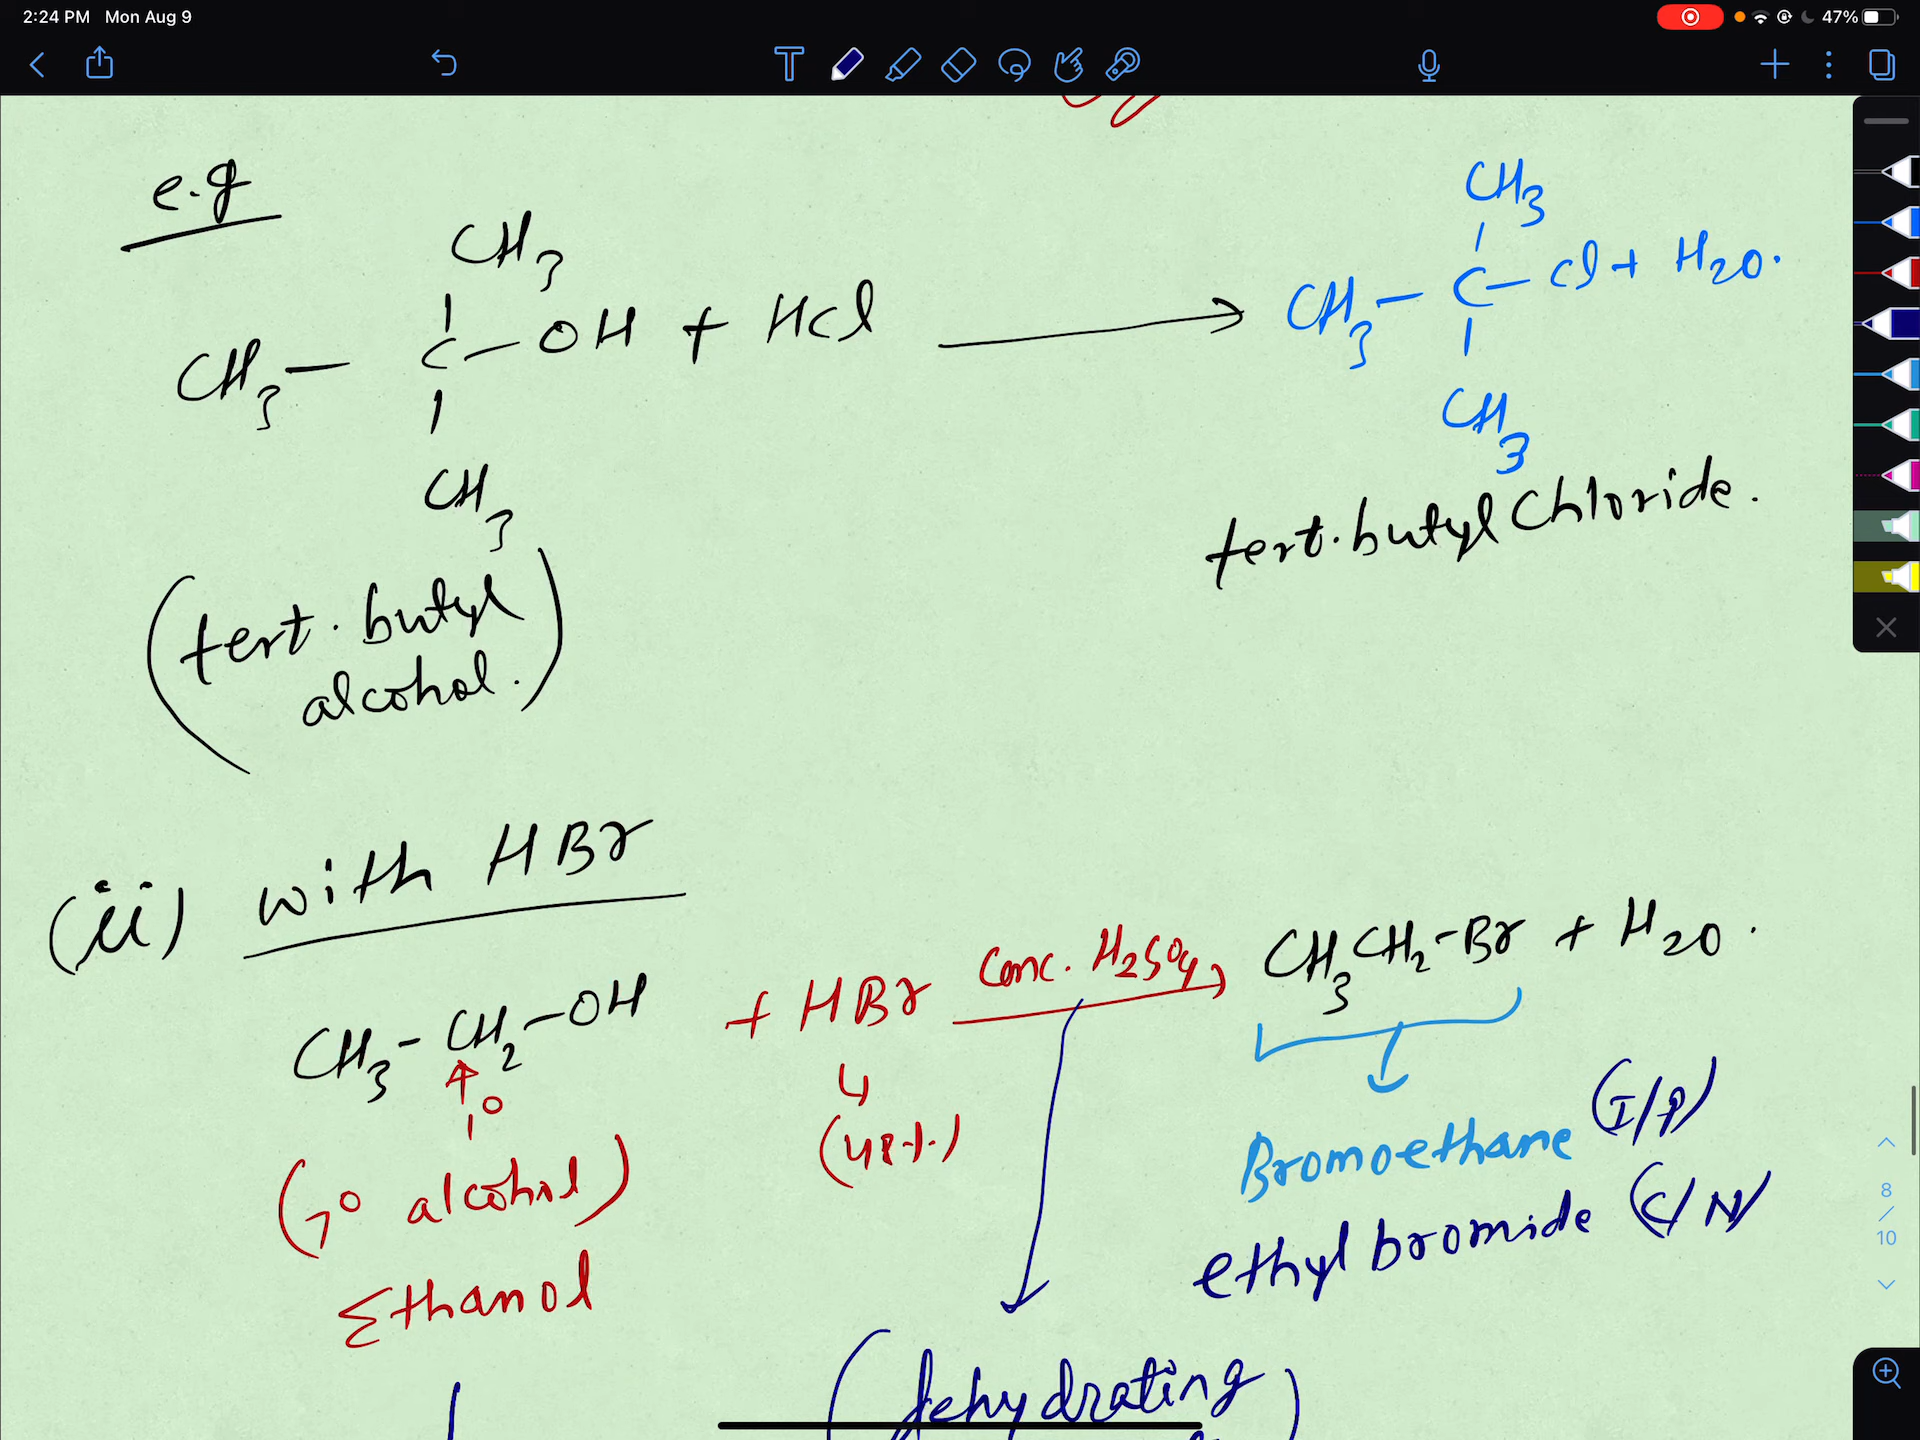 2:24 PM Mon Aug 9
47%
e.g
CH3
CH3 - C - OH + HCl
CH3
(tert. butyl
alcohol.)
CH3
CH3 - C - Cl + H2O.
CH3
tert. butyl Chloride.
(ii) with HBr
CH3 - CH2 - OH + HBr Conc. H2SO4 CH3CH2-Br + H2O.
1°
(48%)
(1° alcohol)
Ethanol
Bromoethane (I/P)
ethyl bromide (C/N)
(dehydrating
8
/
10